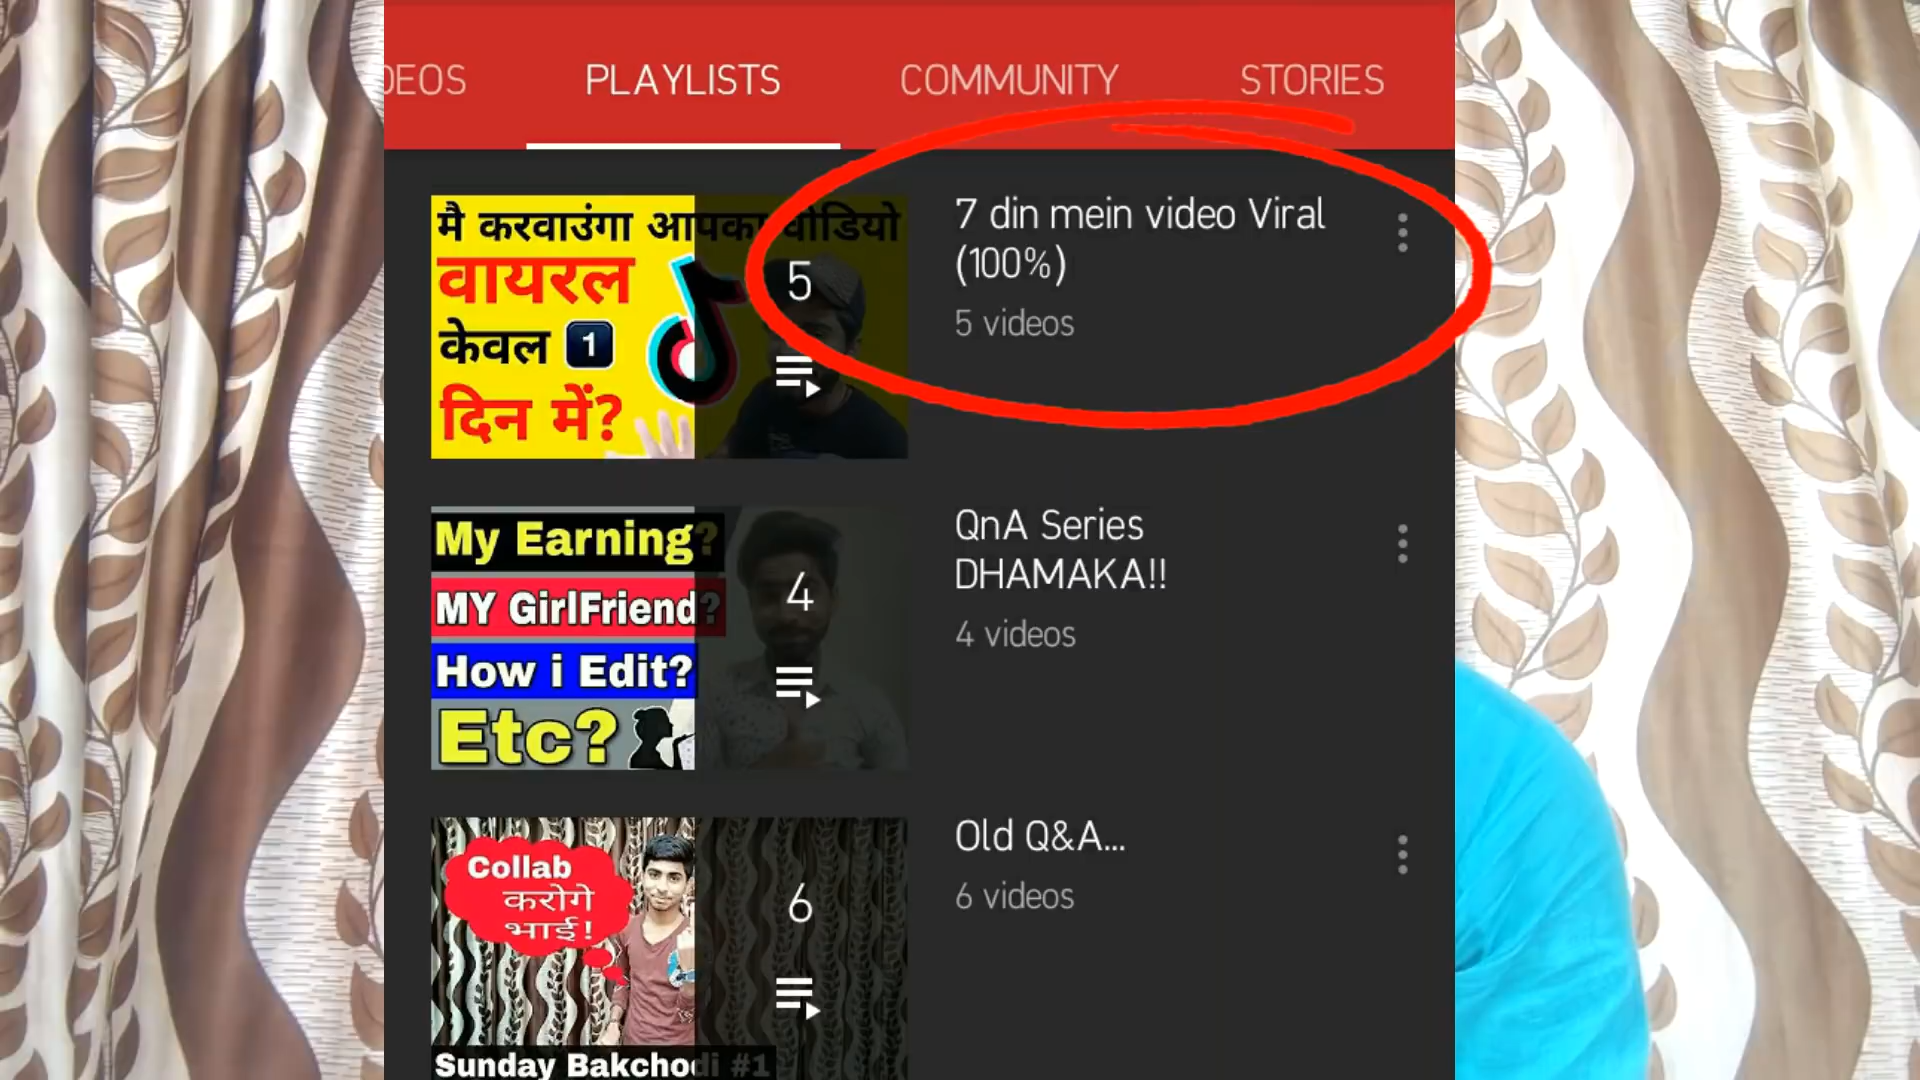 DEOS
PLAYLISTS
COMMUNITY
STORIES
मै करवाउंगा आपका वीडियो
वायरल
केवल 1
दिन में?
5
7 din mein video Viral
(100%)
5 videos
My Earning?
MY GirlFriend?
How i Edit?
Etc?
4
QnA Series
DHAMAKA!!
4 videos
Collab
करोगे
भाई!
Sunday Bakchodi #1
6
Old Q&A...
6 videos